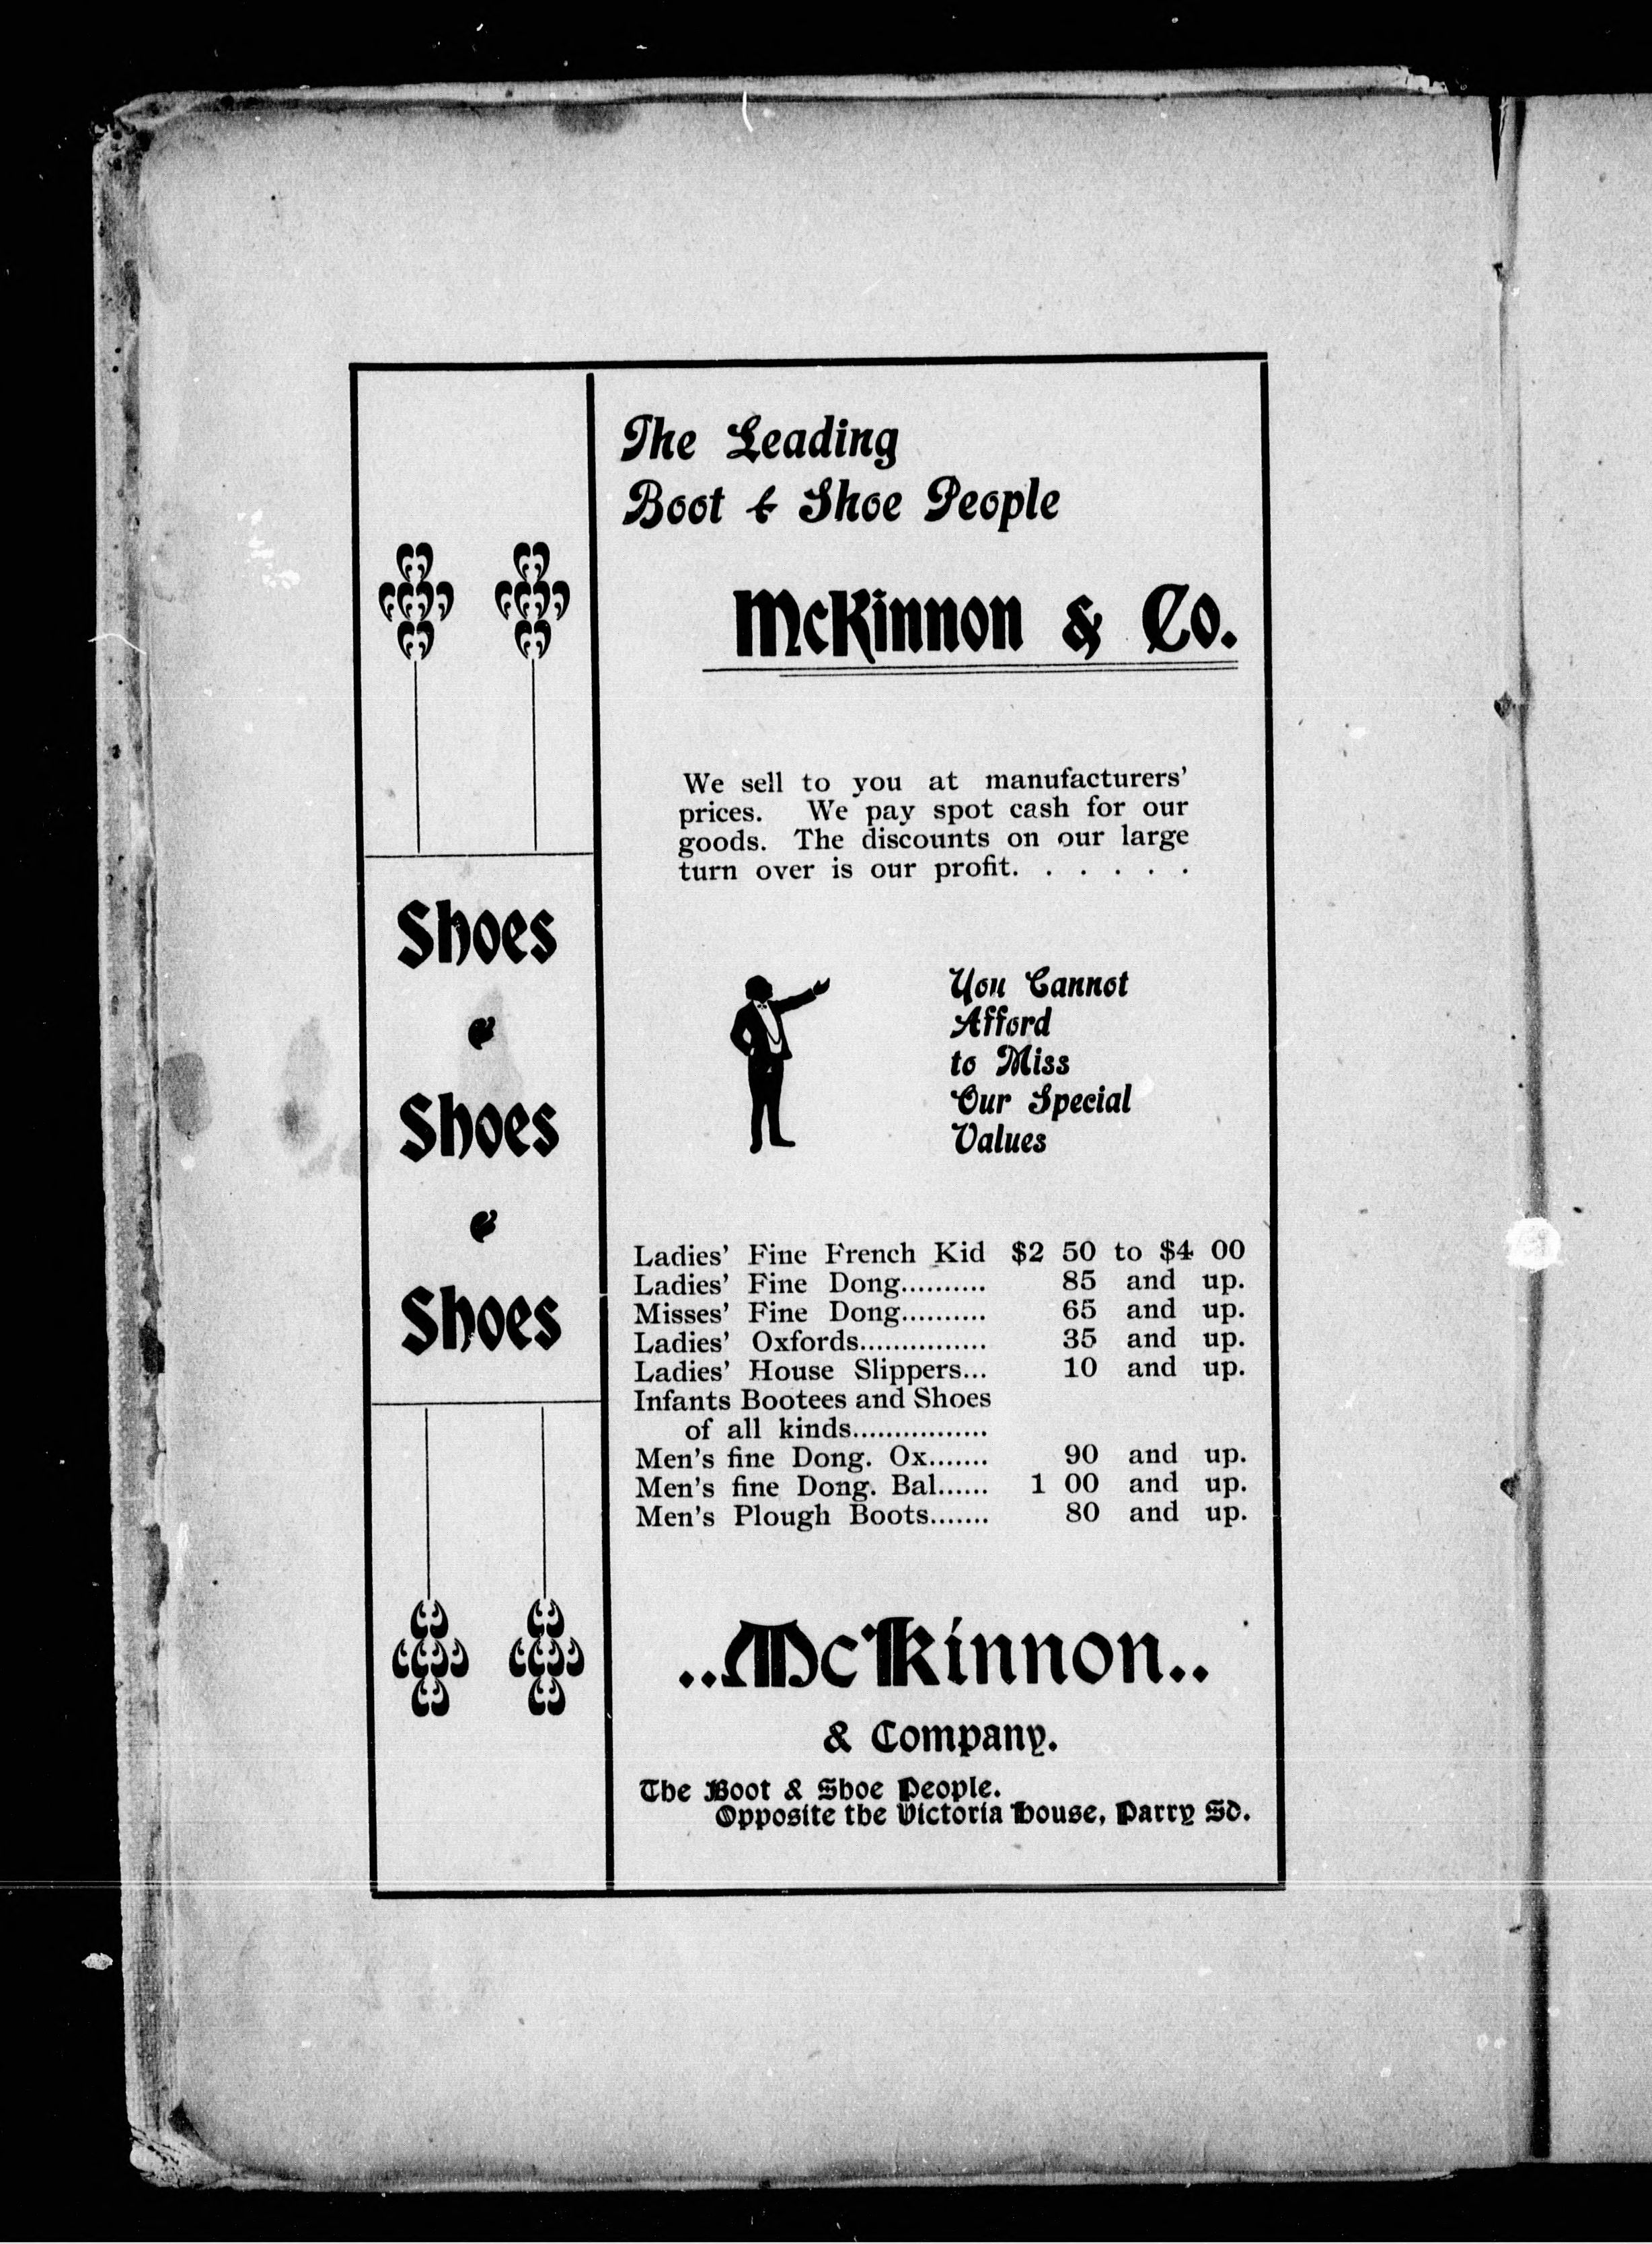 Shoes
Shoes
Shoes
The Leading
Boot & Shoe People
McKinnon & Co.
We sell to you at manufacturers'
prices. We pay spot cash for our
goods. The discounts on our large
turn over is our profit. . . . . .
You Cannot
Afford
to Miss
Our Special
Values
Ladies' Fine French Kid $2 50 to $4 00
Ladies' Fine Dong.......... 85 and up.
Misses' Fine Dong.......... 65 and up.
Ladies' Oxfords............... 35 and up.
Ladies' House Slippers... 10 and up.
Infants Bootees and Shoes
of all kinds................
Men's fine Dong. Ox....... 90 and up.
Men's fine Dong. Bal...... 1 00 and up.
Men's Plough Boots....... 80 and up.
..McKinnon..
& Company.
The Boot & Shoe People.
Opposite the Victoria House, Parry Sd.